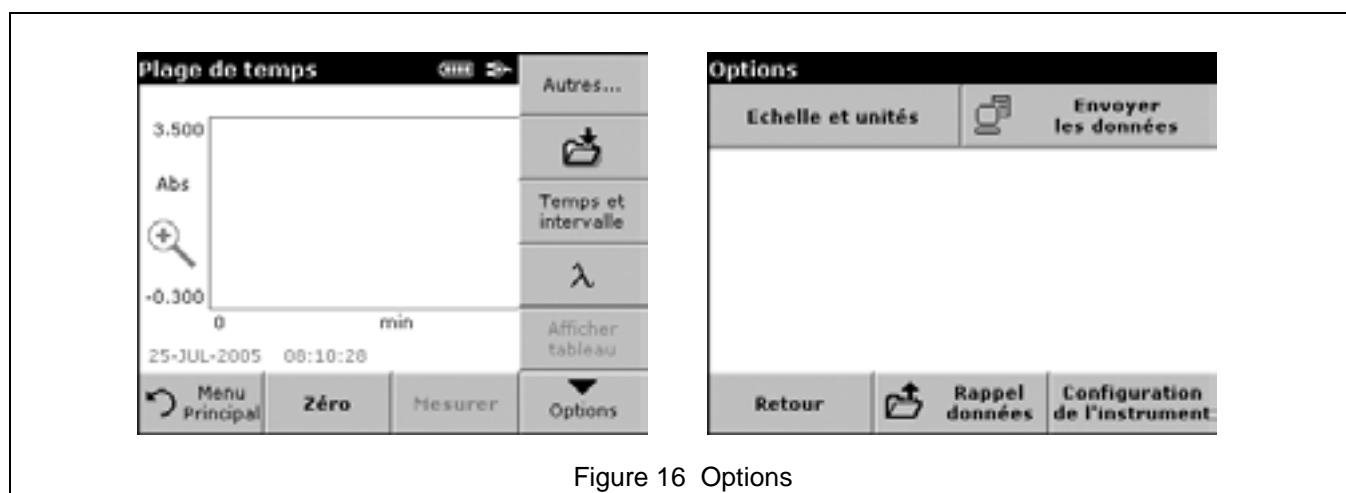 Plage de temps
Autres...
3.500
Abs
-0.300
0 min
25-JUL-2005 08:10:28
Temps et
intervalle
λ
Afficher
tableau
Menu
Principal
Zéro
Mesurer
Options
Options
Echelle et unités
Envoyer
les données
Retour
Rappel
données
Configuration
de l'instrument
Figure 16 Options